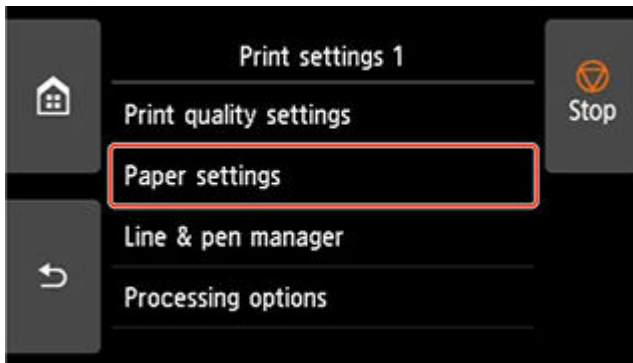 Print settings 1
Stop
Print quality settings
Paper settings
Line & pen manager
Processing options